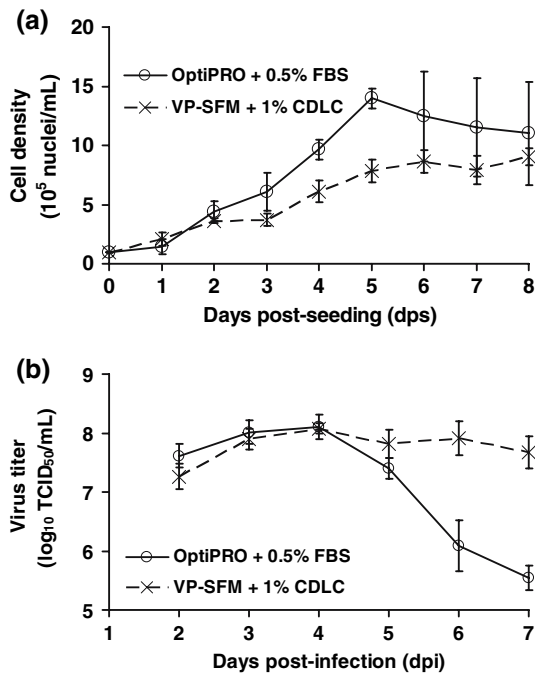 (a)
20
15
10
5
0
Cell density
(10⁵ nuclei/mL)
OptiPRO + 0.5% FBS
VP-SFM + 1% CDLC
0 1 2 3 4 5 6 7 8
Days post-seeding (dps)
(b)
9
8
7
6
5
Virus titer
(log₁₀ TCID₅₀/mL)
OptiPRO + 0.5% FBS
VP-SFM + 1% CDLC
1 2 3 4 5 6 7
Days post-infection (dpi)